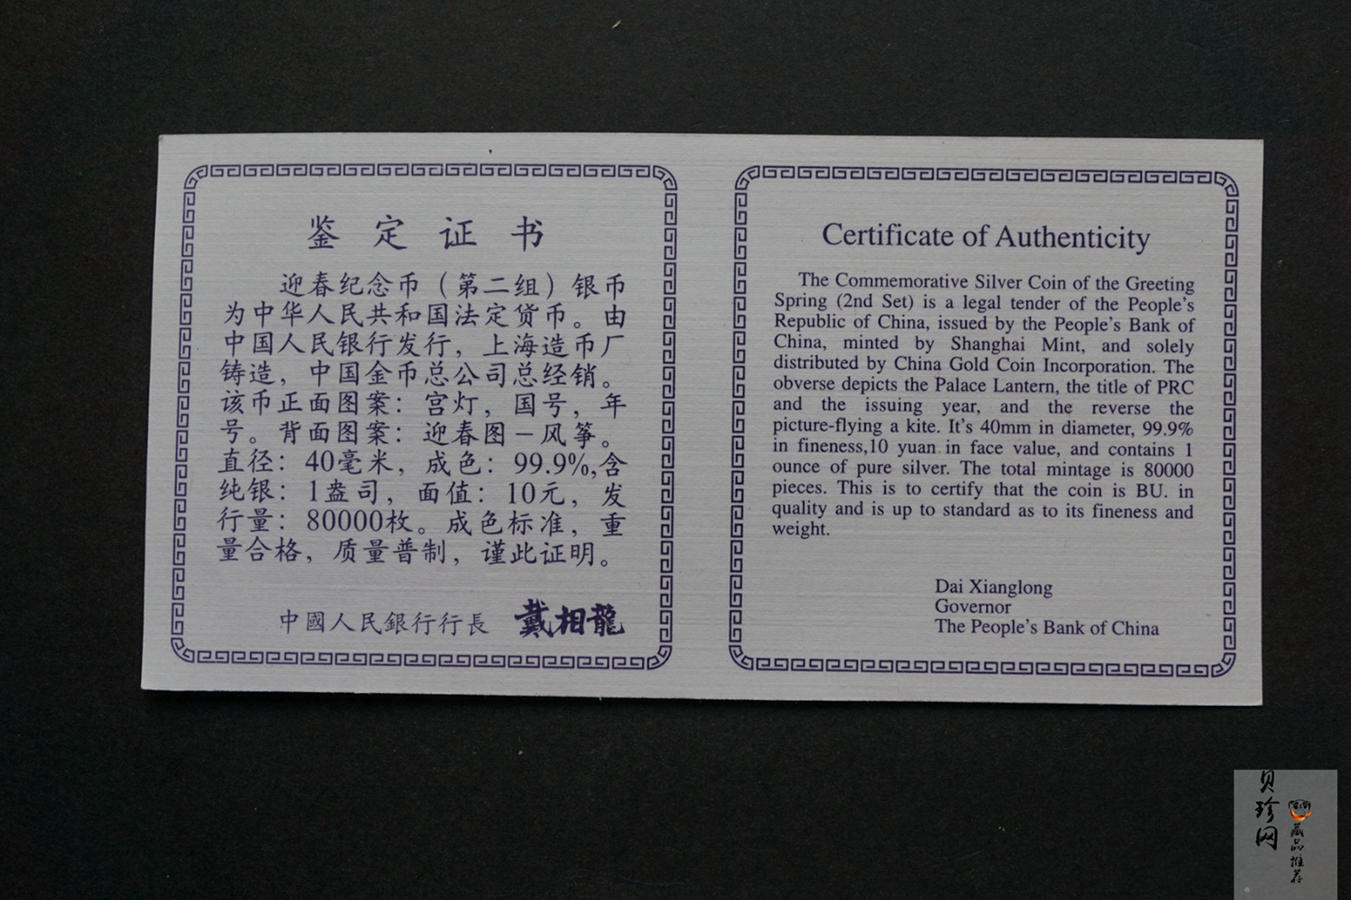 鉴定证书
迎春纪念币（第二组）银币
为中华人民共和国法定货币。由
中国人民银行发行，上海造币厂
铸造，中国金币总公司总经销。
该币正面图案：宫灯，国号，年
号。背面图案：迎春图－风筝。
直径：40毫米，成色：99.9%,含
纯银：1盎司，面值：10元，发
行量：80000枚。成色标准，重
量合格，质量普制，谨此证明。
中國人民銀行行長 戴相龍
Certificate of Authenticity
The Commemorative Silver Coin of the Greeting
Spring (2nd Set) is a legal tender of the People's
Republic of China, issued by the People's Bank of
China, minted by Shanghai Mint, and solely
distributed by China Gold Coin Incorporation. The
obverse depicts the Palace Lantern, the title of PRC
and the issuing year, and the reverse the
picture-flying a kite. It's 40mm in diameter, 99.9%
in fineness,10 yuan in face value, and contains 1
ounce of pure silver. The total mintage is 80000
pieces. This is to certify that the coin is BU. in
quality and is up to standard as to its fineness and
weight.
Dai Xianglong
Governor
The People's Bank of China
贝珍网
藏品推荐